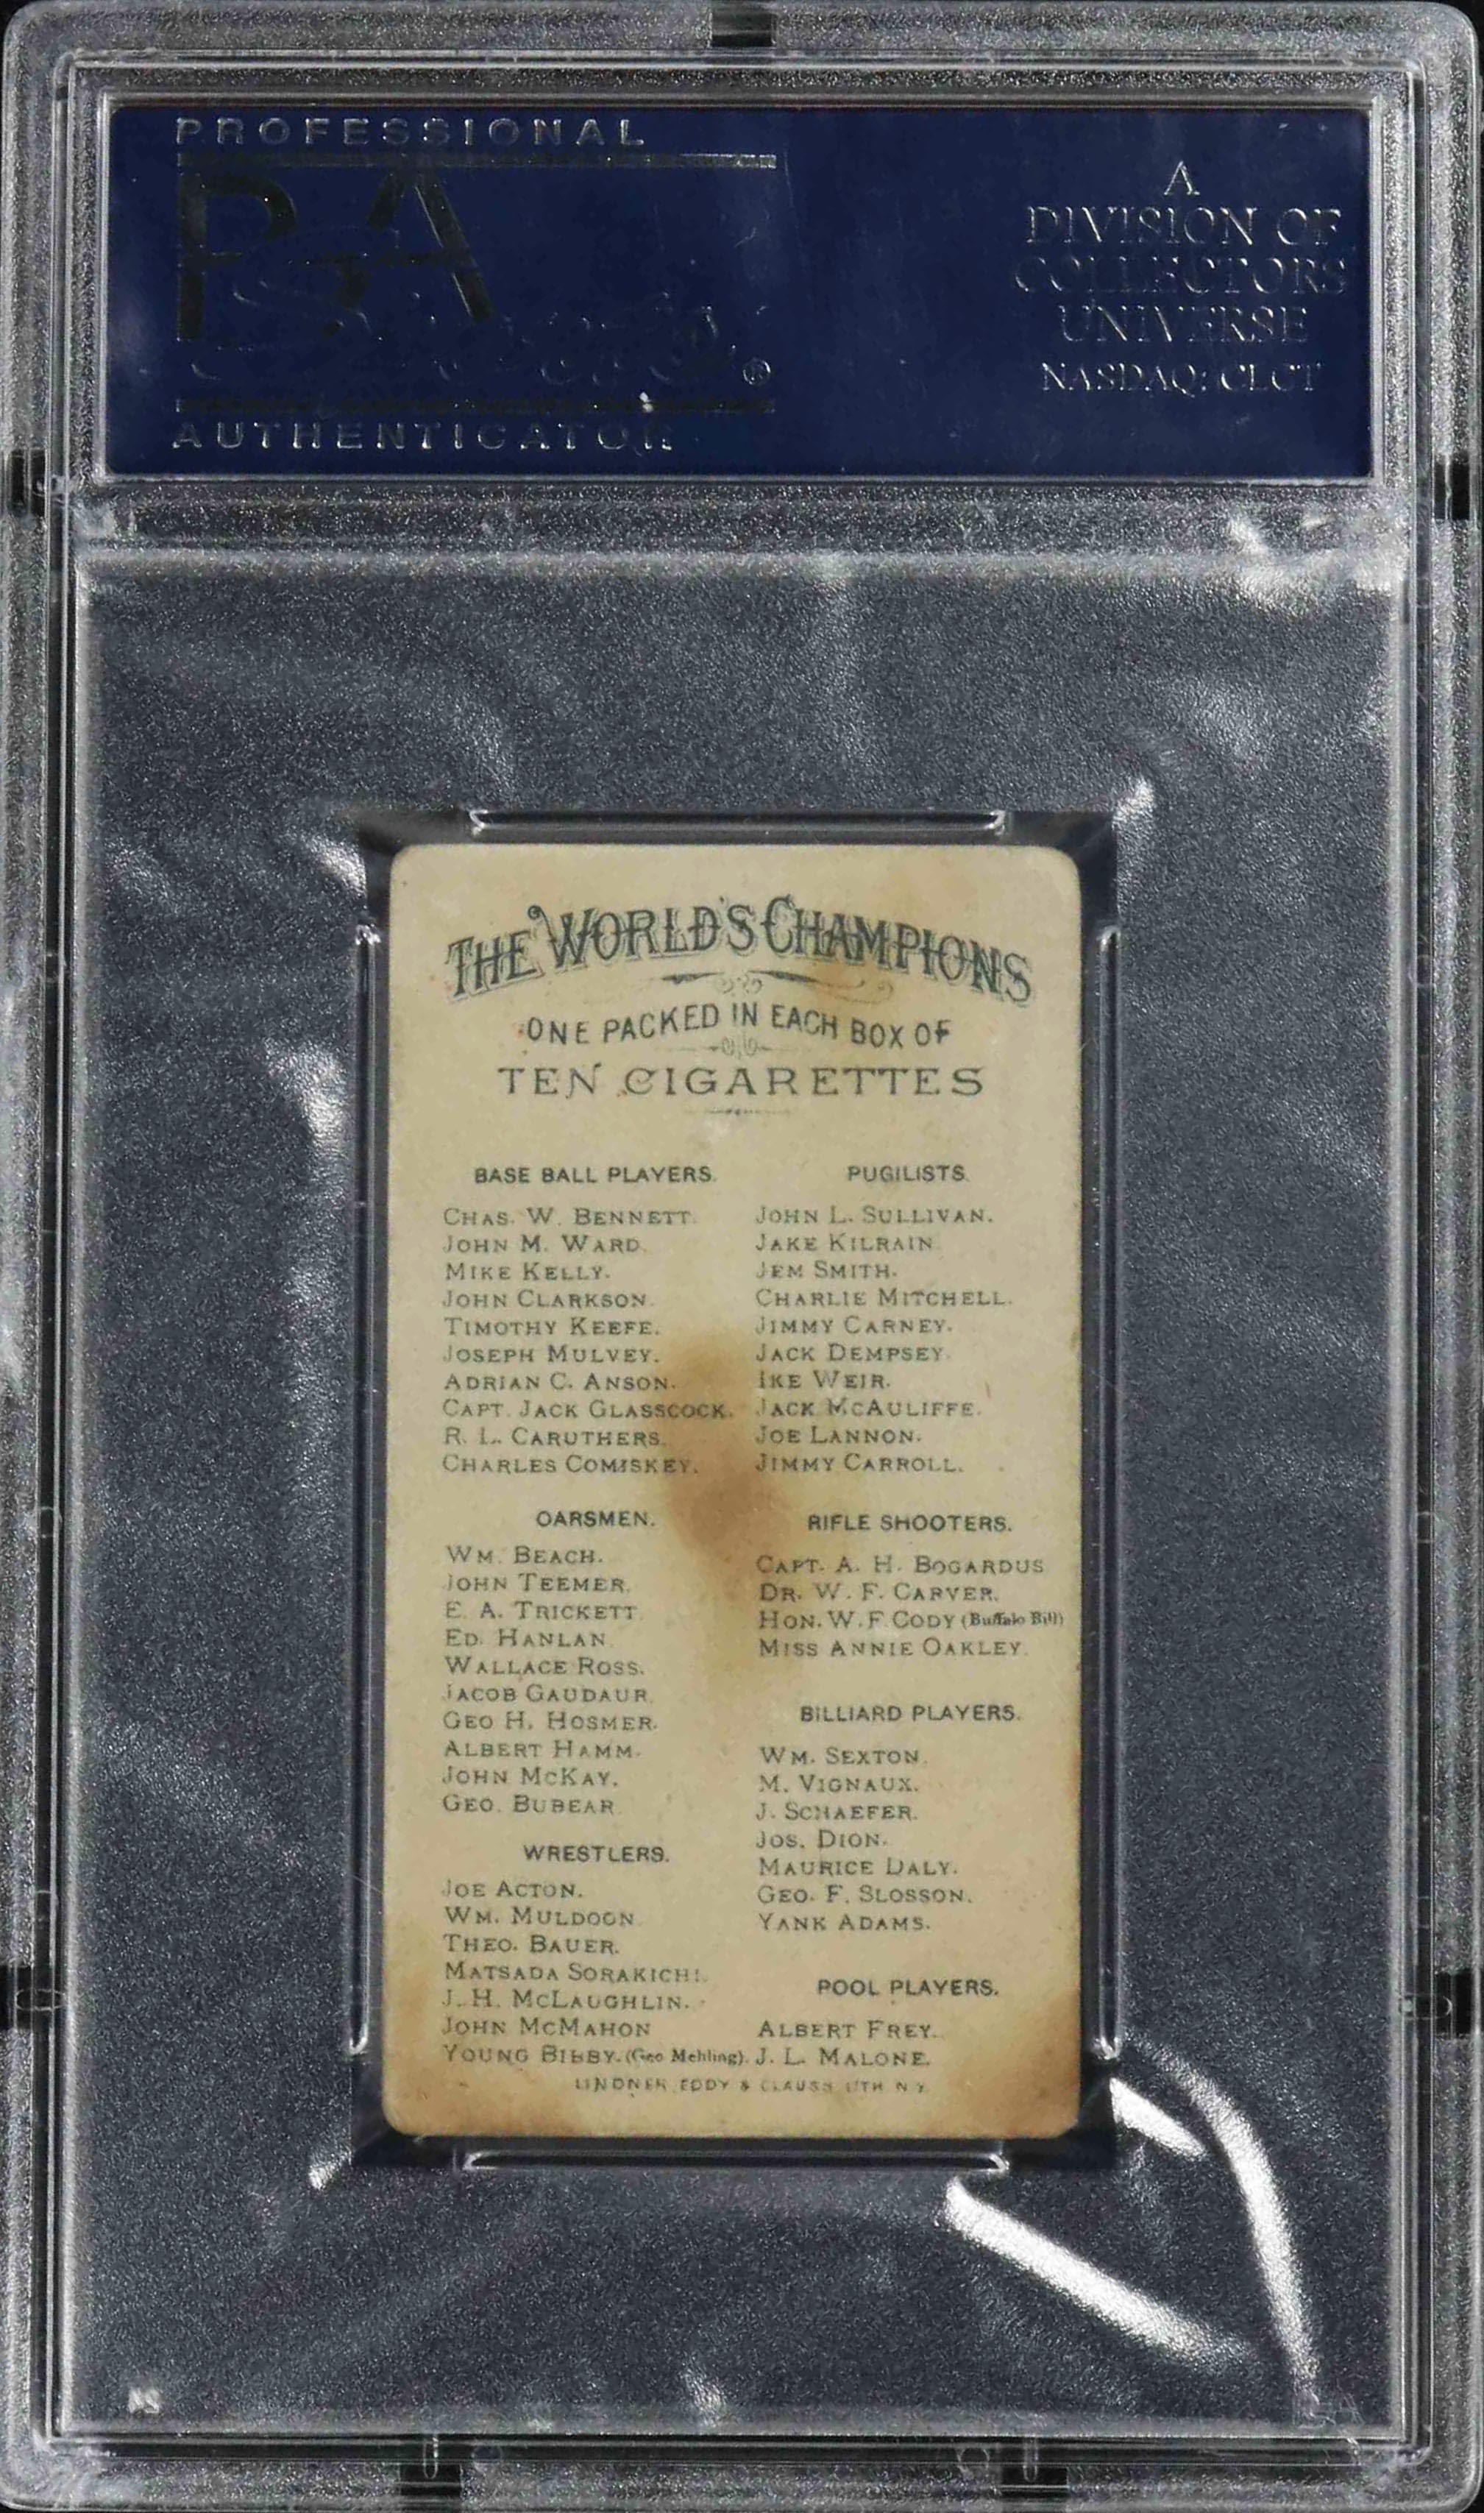 PROFESSIONAL
PSA
AUTHENTICATOR
®
A
DIVISION OF
COLLECTORS
UNIVERSE
NASDAQ: CLCT
THE WORLD'S CHAMPIONS
ONE PACKED IN EACH BOX OF
TEN CIGARETTES
BASE BALL PLAYERS.
CHAS. W. BENNETT.
JOHN M. WARD.
MIKE KELLY.
JOHN CLARKSON.
TIMOTHY KEEFE.
JOSEPH MULVEY.
ADRIAN C. ANSON.
CAPT. JACK GLASSCOCK.
R. L. CARUTHERS.
CHARLES COMISKEY.
OARSMEN.
WM. BEACH.
JOHN TEEMER.
E. A. TRICKETT.
ED. HANLAN.
WALLACE ROSS.
JACOB GAUDAUR.
GEO H. HOSMER.
ALBERT HAMM.
JOHN MCKAY.
GEO. BUBEAR.
WRESTLERS.
JOE ACTON.
WM. MULDOON.
THEO. BAUER.
MATSADA SORAKICHI.
J. H. MCLAUGHLIN.
JOHN MCMAHON
YOUNG BIBBY. (Geo Mehling).
PUGILISTS.
JOHN L. SULLIVAN.
JAKE KILRAIN.
JEM SMITH.
CHARLIE MITCHELL.
JIMMY CARNEY.
JACK DEMPSEY.
IKE WEIR.
JACK MCAULIFFE.
JOE LANNON.
JIMMY CARROLL.
RIFLE SHOOTERS.
CAPT. A. H. BOGARDUS
DR. W. F. CARVER.
HON. W. F. CODY (Buffalo Bill)
MISS ANNIE OAKLEY.
BILLIARD PLAYERS.
WM. SEXTON.
M. VIGNAUX.
J. SCHAEFER.
JOS. DION.
MAURICE DALY.
GEO. F. SLOSSON.
YANK ADAMS.
POOL PLAYERS.
ALBERT FREY.
J. L. MALONE.
LINDNER, EDDY & CLAUSS, LITH. N.Y.